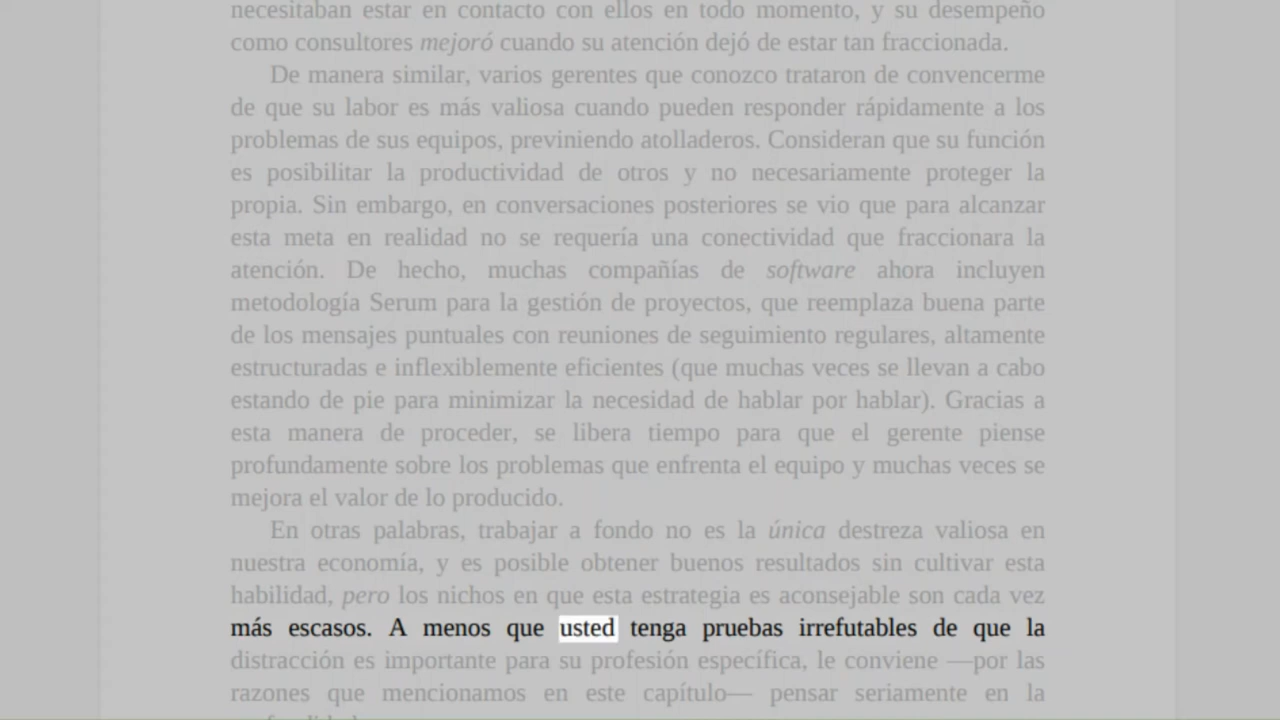 necesitaban estar en contacto con ellos en todo momento, y su desempeño
como consultores mejoró cuando su atención dejó de estar tan fraccionada.
De manera similar, varios gerentes que conozco trataron de convencerme
de que su labor es más valiosa cuando pueden responder rápidamente a los
problemas de sus equipos, previniendo atolladeros. Consideran que su función
es posibilitar la productividad de otros y no necesariamente proteger la
propia. Sin embargo, en conversaciones posteriores se vio que para alcanzar
esta meta en realidad no se requería una conectividad que fraccionara la
atención. De hecho, muchas compañías de software ahora incluyen
metodología Serum para la gestión de proyectos, que reemplaza buena parte
de los mensajes puntuales con reuniones de seguimiento regulares, altamente
estructuradas e inflexiblemente eficientes (que muchas veces se llevan a cabo
estando de pie para minimizar la necesidad de hablar por hablar). Gracias a
esta manera de proceder, se libera tiempo para que el gerente piense
profundamente sobre los problemas que enfrenta el equipo y muchas veces se
mejora el valor de lo producido.
En otras palabras, trabajar a fondo no es la única destreza valiosa en
nuestra economía, y es posible obtener buenos resultados sin cultivar esta
habilidad, pero los nichos en que esta estrategia es aconsejable son cada vez
más escasos. A menos que usted tenga pruebas irrefutables de que la
distracción es importante para su profesión específica, le conviene —por las
razones que mencionamos en este capítulo— pensar seriamente en la